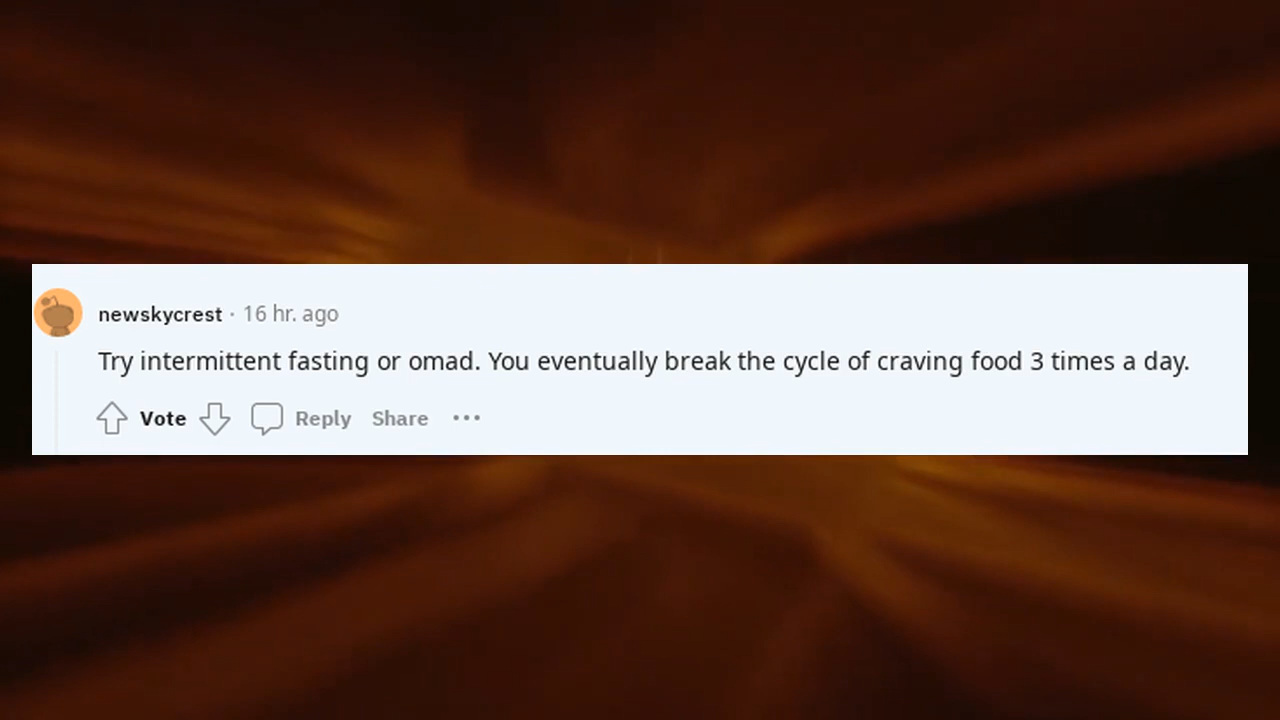 newskycrest · 16 hr. ago
Try intermittent fasting or omad. You eventually break the cycle of craving food 3 times a day.
Vote Reply Share ···